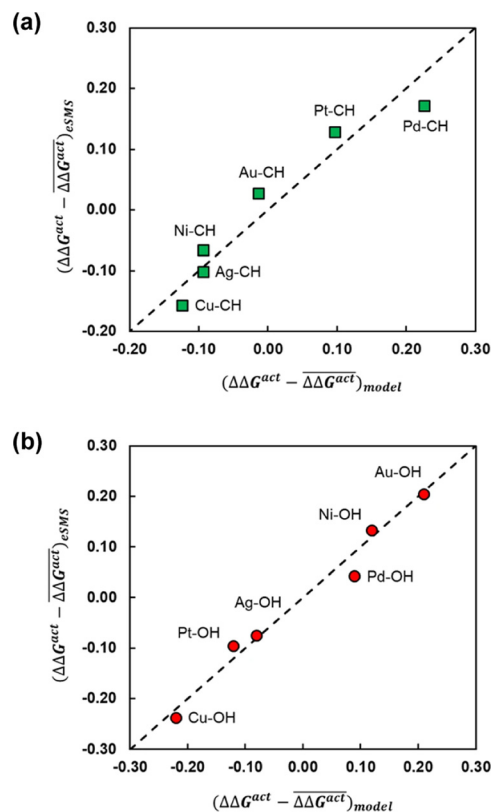 (a)
(ΔΔG^act − \overline{ΔΔG^act})_eSMS
0.30
0.20
0.10
0.00
-0.10
-0.20
Pt-CH
Pd-CH
Au-CH
Ni-CH
Ag-CH
Cu-CH
-0.20 -0.10 0.00 0.10 0.20 0.30
(ΔΔG^act − \overline{ΔΔG^act})_model
(b)
(ΔΔG^act − \overline{ΔΔG^act})_eSMS
0.30
0.20
0.10
0.00
-0.10
-0.20
-0.30
Au-OH
Ni-OH
Pd-OH
Ag-OH
Pt-OH
Cu-OH
-0.30 -0.20 -0.10 0.00 0.10 0.20 0.30
(ΔΔG^act − \overline{ΔΔG^act})_model